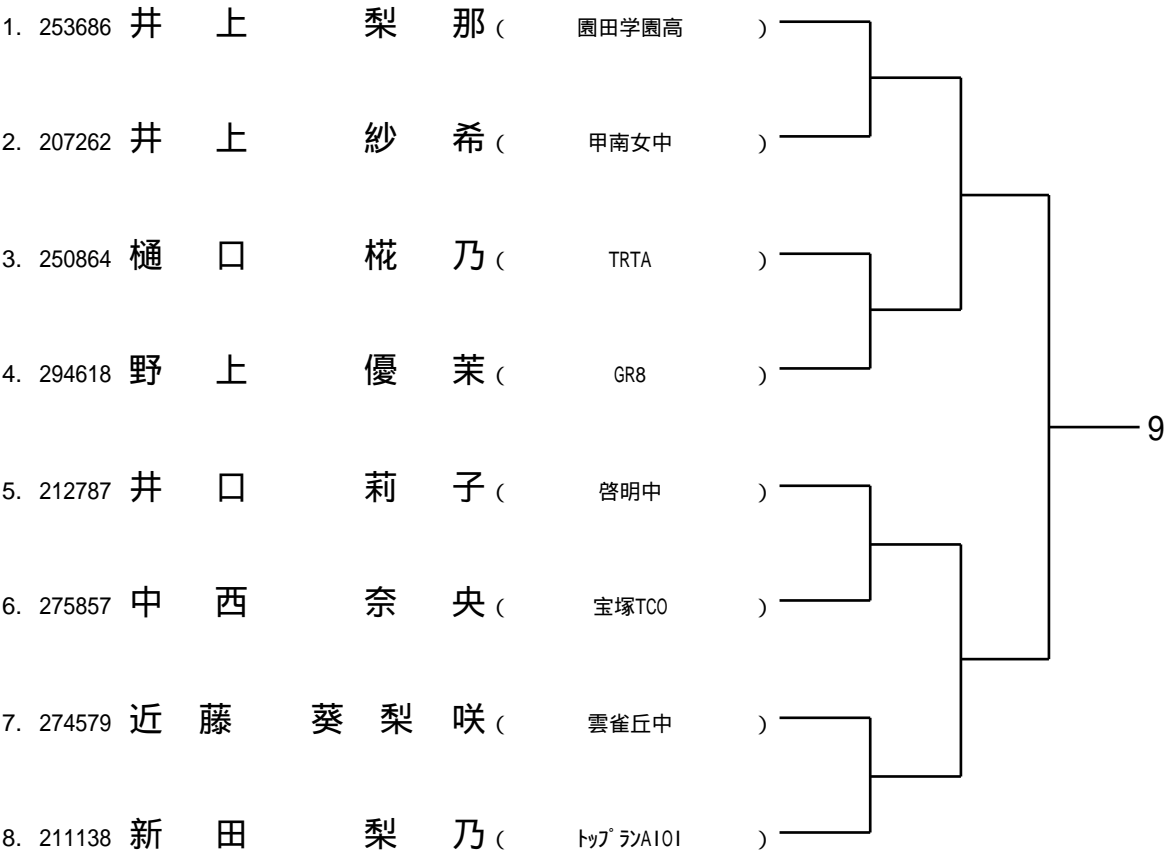 1. 253686 井上 梨那 ( 園田学園高 )
2. 207262 井上 紗希 ( 甲南女中 )
3. 250864 樋口 椛乃 ( TRTA )
4. 294618 野上 優茉 ( GR8 )
9
5. 212787 井口 莉子 ( 啓明中 )
6. 275857 中西 奈央 ( 宝塚TCO )
7. 274579 近藤 葵梨咲 ( 雲雀丘中 )
8. 211138 新田 梨乃 ( ﾄｯﾌﾟﾗﾝAIOI )